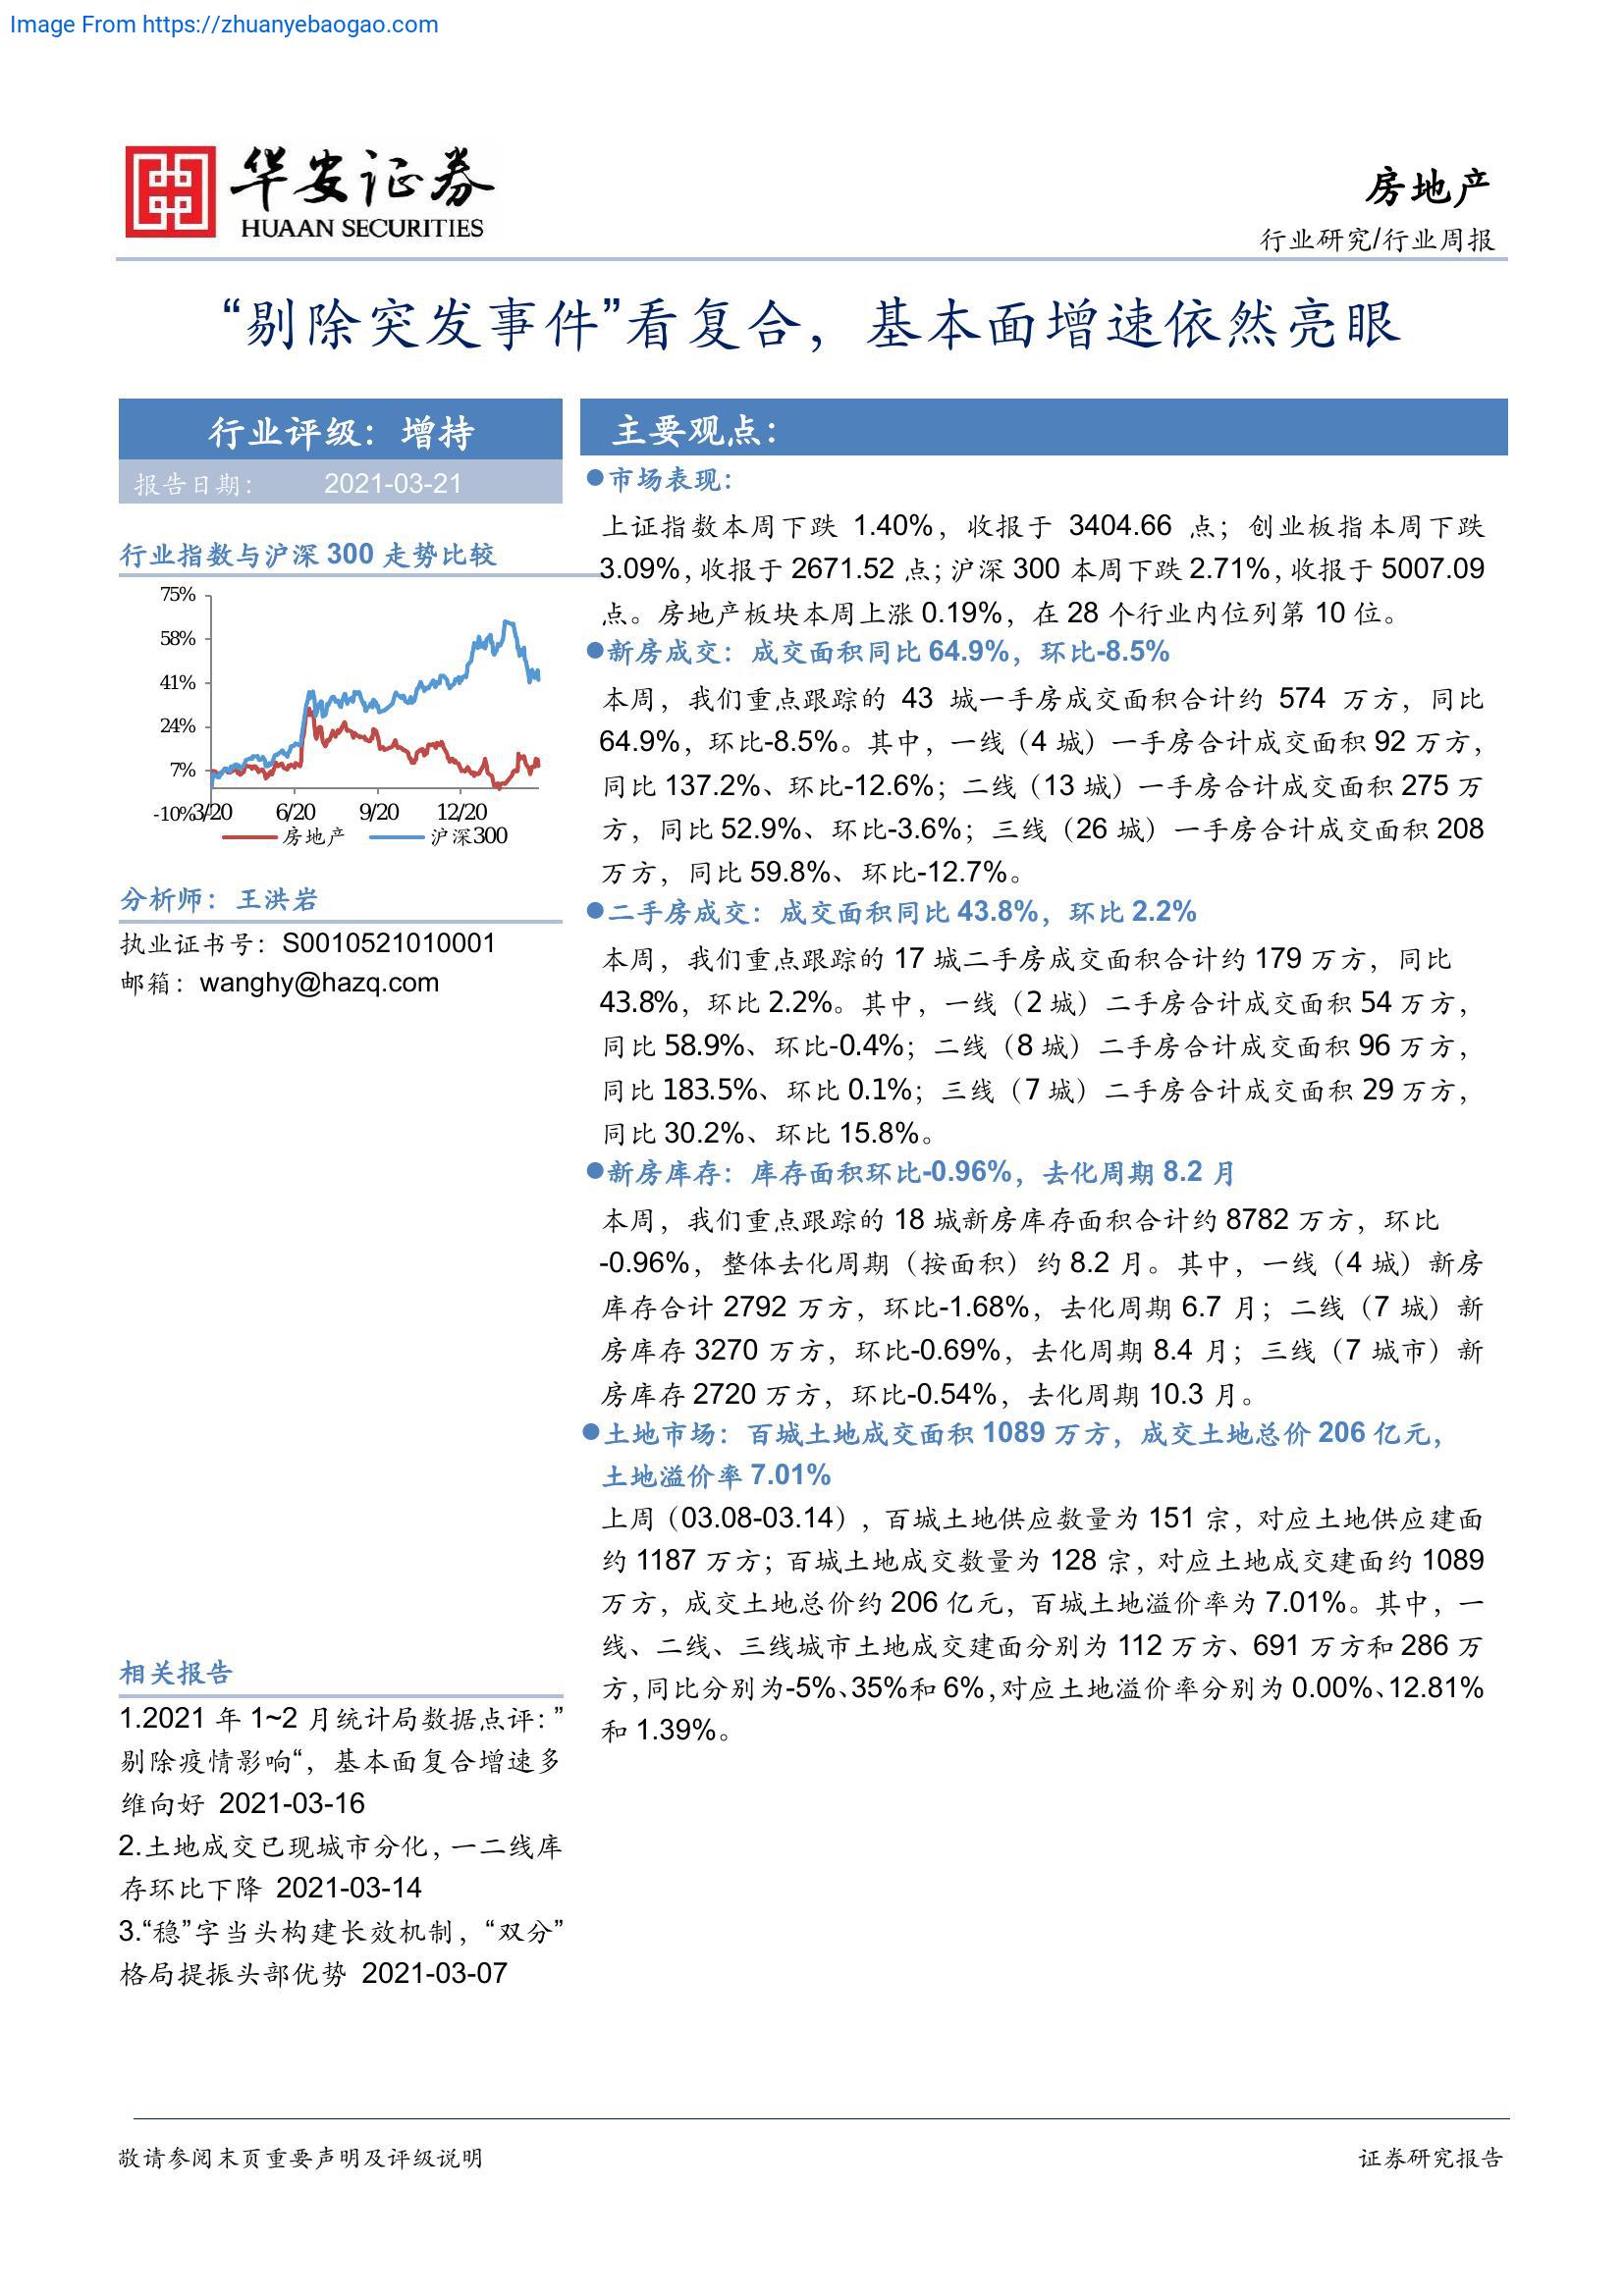 Image From https://zhuanyebaogao.com
华安证券
HUAAN SECURITIES
房地产
行业研究/行业周报
“剔除突发事件”看复合，基本面增速依然亮眼
行业评级：增持
报告日期： 2021-03-21
行业指数与沪深 300 走势比较
75%
58%
41%
24%
7%
-10%
3/20 6/20 9/20 12/20
房地产 沪深300
分析师：王洪岩
执业证书号：S0010521010001
邮箱：wanghy@hazq.com
相关报告
1.2021 年 1~2 月统计局数据点评：”
剔除疫情影响“，基本面复合增速多
维向好 2021-03-16
2.土地成交已现城市分化，一二线库
存环比下降 2021-03-14
3.“稳”字当头构建长效机制，“双分”
格局提振头部优势 2021-03-07
主要观点：
●市场表现：
上证指数本周下跌 1.40%，收报于 3404.66 点；创业板指本周下跌
3.09%，收报于 2671.52 点；沪深 300 本周下跌 2.71%，收报于 5007.09
点。房地产板块本周上涨 0.19%，在 28 个行业内位列第 10 位。
●新房成交：成交面积同比 64.9%，环比-8.5%
本周，我们重点跟踪的 43 城一手房成交面积合计约 574 万方，同比
64.9%，环比-8.5%。其中，一线（4 城）一手房合计成交面积 92 万方，
同比 137.2%、环比-12.6%；二线（13 城）一手房合计成交面积 275 万
方，同比 52.9%、环比-3.6%；三线（26 城）一手房合计成交面积 208
万方，同比 59.8%、环比-12.7%。
●二手房成交：成交面积同比 43.8%，环比 2.2%
本周，我们重点跟踪的 17 城二手房成交面积合计约 179 万方，同比
43.8%，环比 2.2%。其中，一线（2 城）二手房合计成交面积 54 万方，
同比 58.9%、环比-0.4%；二线（8 城）二手房合计成交面积 96 万方，
同比 183.5%、环比 0.1%；三线（7 城）二手房合计成交面积 29 万方，
同比 30.2%、环比 15.8%。
●新房库存：库存面积环比-0.96%，去化周期 8.2 月
本周，我们重点跟踪的 18 城新房库存面积合计约 8782 万方，环比
-0.96%，整体去化周期（按面积）约 8.2 月。其中，一线（4 城）新房
库存合计 2792 万方，环比-1.68%，去化周期 6.7 月；二线（7 城）新
房库存 3270 万方，环比-0.69%，去化周期 8.4 月；三线（7 城市）新
房库存 2720 万方，环比-0.54%，去化周期 10.3 月。
●土地市场：百城土地成交面积 1089 万方，成交土地总价 206 亿元，
土地溢价率 7.01%
上周（03.08-03.14），百城土地供应数量为 151 宗，对应土地供应建面
约 1187 万方；百城土地成交数量为 128 宗，对应土地成交建面约 1089
万方，成交土地总价约 206 亿元，百城土地溢价率为 7.01%。其中，一
线、二线、三线城市土地成交建面分别为 112 万方、691 万方和 286 万
方，同比分别为-5%、35%和 6%，对应土地溢价率分别为 0.00%、12.81%
和 1.39%。
敬请参阅末页重要声明及评级说明
证券研究报告